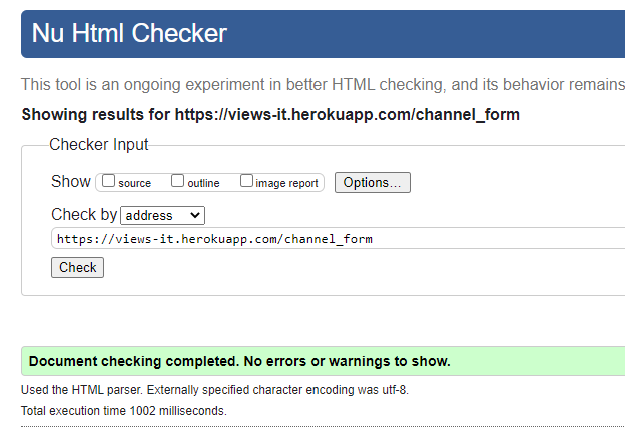 Nu Html Checker
This tool is an ongoing experiment in better HTML checking, and its behavior remains
Showing results for https://views-it.herokuapp.com/channel_form
Checker Input
Show source outline image report Options...
Check by address
https://views-it.herokuapp.com/channel_form
Check
Document checking completed. No errors or warnings to show.
Used the HTML parser. Externally specified character encoding was utf-8.
Total execution time 1002 milliseconds.